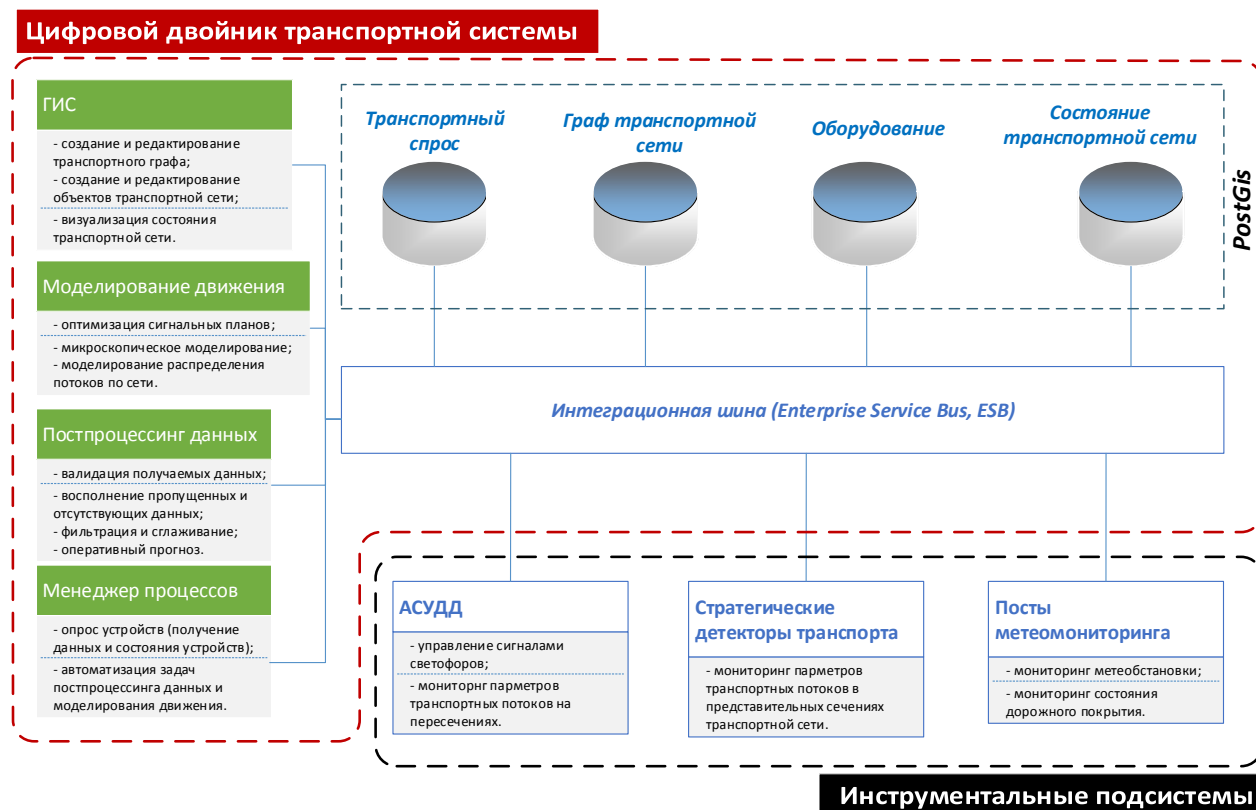 Цифровой двойник транспортной системы
ГИС
- создание и редактирование
транспортного графа;
- создание и редактирование
объектов транспортной сети;
- визуализация состояния
транспортной сети.
Моделирование движения
- оптимизация сигнальных планов;
- микроскопическое моделирование;
- моделирование распределения
потоков по сети.
Постпроцессинг данных
- валидация получаемых данных;
- восполнение пропущенных и
отсутствующих данных;
- фильтрация и сглаживание;
- оперативный прогноз.
Менеджер процессов
- опрос устройств (получение
данных и состояния устройств);
- автоматизация задач
постпроцессинга данных и
моделирования движения.
Транспортный
спрос
Граф транспортной
сети
Оборудование
Состояние
транспортной сети
PostGis
Интеграционная шина (Enterprise Service Bus, ESB)
АСУДД
- управление сигналами
светофоров;
- мониторнг парметров
транспортных потоков на
пересечениях.
Стратегические
детекторы транспорта
- мониторинг парметров
транспортных потоков в
представительных сечениях
транспортной сети.
Посты
метеомониторинга
- мониторинг метеобстановки;
- мониторинг состояния
дорожного покрытия.
Инструментальные подсистемы